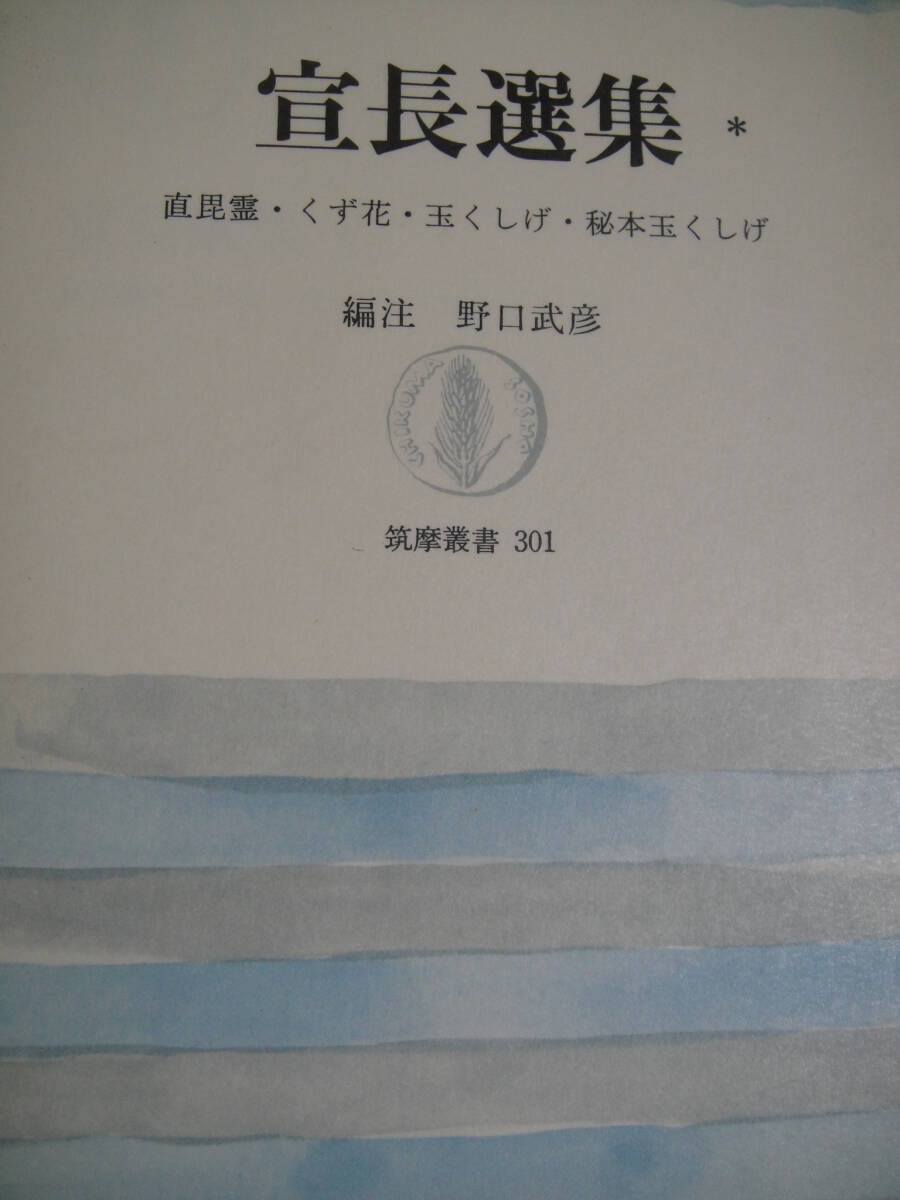 宣長選集 *
直毘霊・くず花・玉くしげ・秘本玉くしげ
編注　野口武彦
CHIKUMA SOSHO
筑摩叢書 301